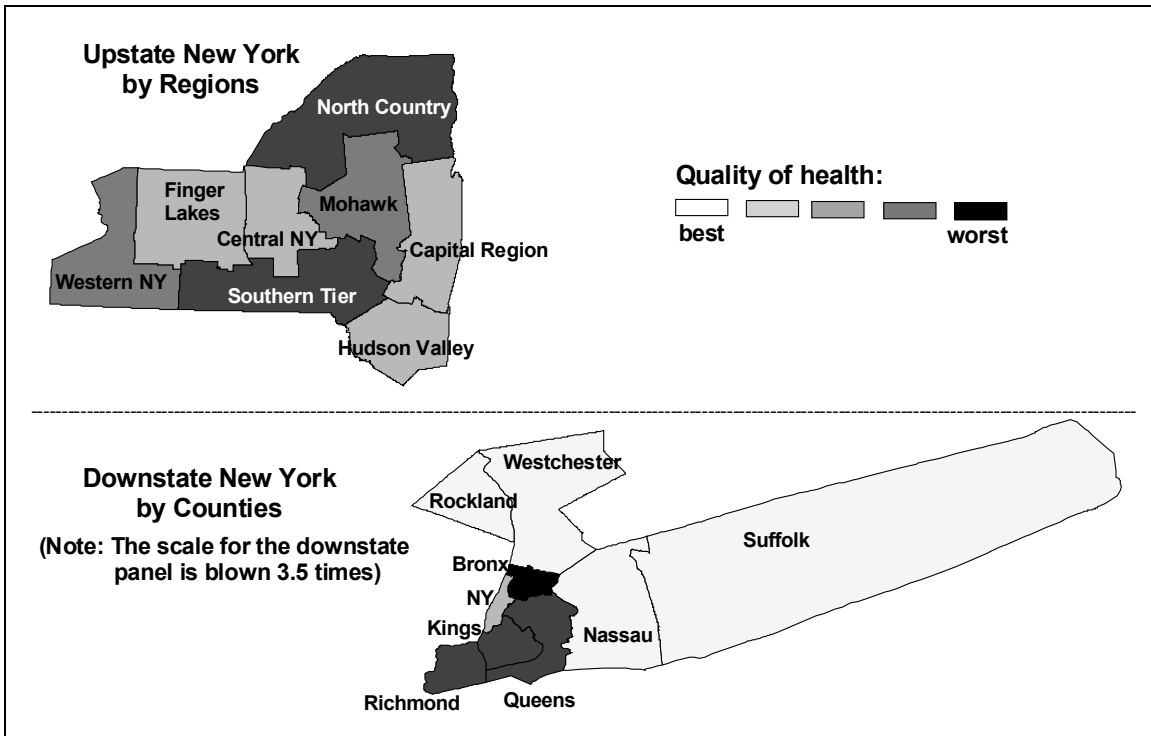 Upstate New York
by Regions
North Country
Finger
Lakes
Mohawk
Central NY
Capital Region
Western NY
Southern Tier
Hudson Valley
Quality of health:
best
worst
Downstate New York
by Counties
(Note: The scale for the downstate
panel is blown 3.5 times)
Westchester
Rockland
Suffolk
Bronx
NY
Kings
Nassau
Richmond
Queens